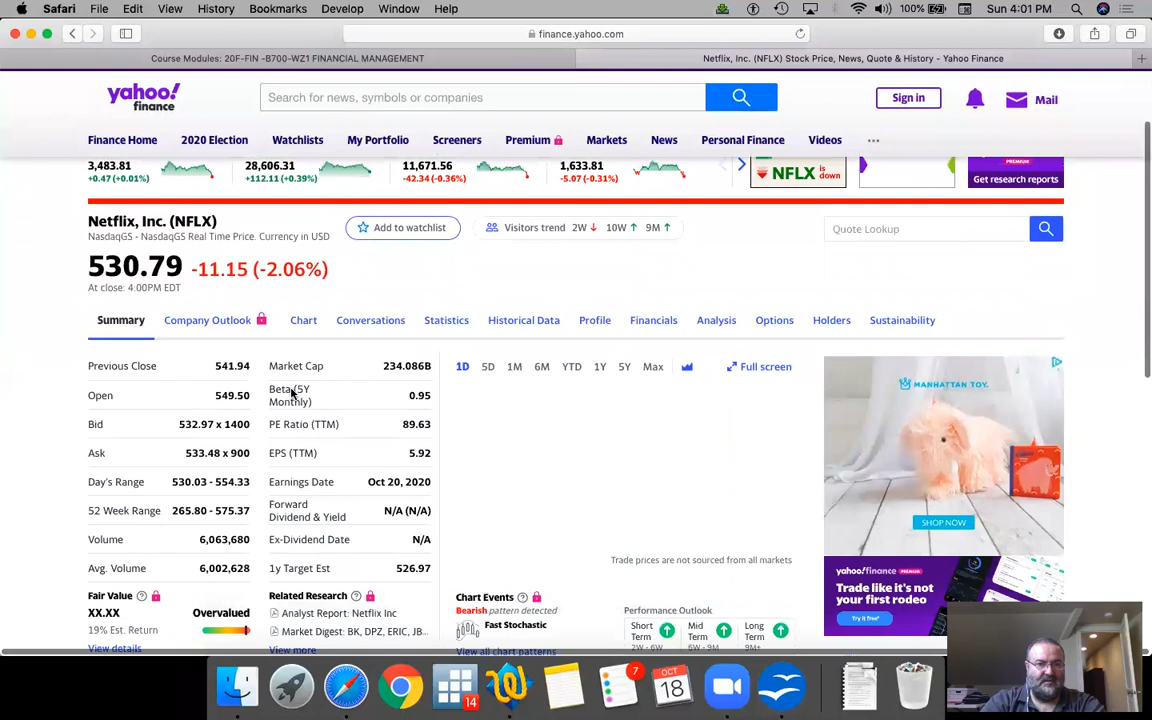 Safari File Edit View History Bookmarks Develop Window Help 100% Sun 4:01 PM
finance.yahoo.com
Course Modules: 20F-FIN -B700-WZ1 FINANCIAL MANAGEMENT
Netflix, Inc. (NFLX) Stock Price, News, Quote & History - Yahoo Finance
yahoo!
finance
Search for news, symbols or companies
Sign in
Mail
Finance Home 2020 Election Watchlists My Portfolio Screeners Premium Markets News Personal Finance Videos ...
3,483.81 28,606.31 11,671.56 1,633.81
+0.47 (+0.01%) +112.11 (+0.39%) -42.34 (-0.36%) -5.07 (-0.31%)
NFLX is down
PREMIUM
Get research reports
Netflix, Inc. (NFLX)
NasdaqGS - NasdaqGS Real Time Price. Currency in USD
Add to watchlist
Visitors trend 2W 10W 9M
Quote Lookup
530.79 -11.15 (-2.06%)
At close: 4:00PM EDT
Summary Company Outlook Chart Conversations Statistics Historical Data Profile Financials Analysis Options Holders Sustainability
Previous Close 541.94
Open 549.50
Bid 532.97 x 1400
Ask 533.48 x 900
Day's Range 530.03 - 554.33
52 Week Range 265.80 - 575.37
Volume 6,063,680
Avg. Volume 6,002,628
Market Cap 234.086B
Beta (5Y
Monthly) 0.95
PE Ratio (TTM) 89.63
EPS (TTM) 5.92
Earnings Date Oct 20, 2020
Forward
Dividend & Yield N/A (N/A)
Ex-Dividend Date N/A
1y Target Est 526.97
1D 5D 1M 6M YTD 1Y 5Y Max Full screen
Trade prices are not sourced from all markets
Fair Value
XX.XX Overvalued
19% Est. Return
View details
Related Research
Analyst Report: Netflix Inc
Market Digest: BK, DPZ, ERIC, JB...
View more
Chart Events
Bearish pattern detected
Fast Stochastic
View all chart patterns
Performance Outlook
Short
Term
2W - 6W
Mid
Term
6W - 9M
Long
Term
9M+
MANHATTAN TOY.
SHOP NOW
yahoo!finance PREMIUM
Trade like it's not
your first rodeo
Try it free*
14
7
OCT
18